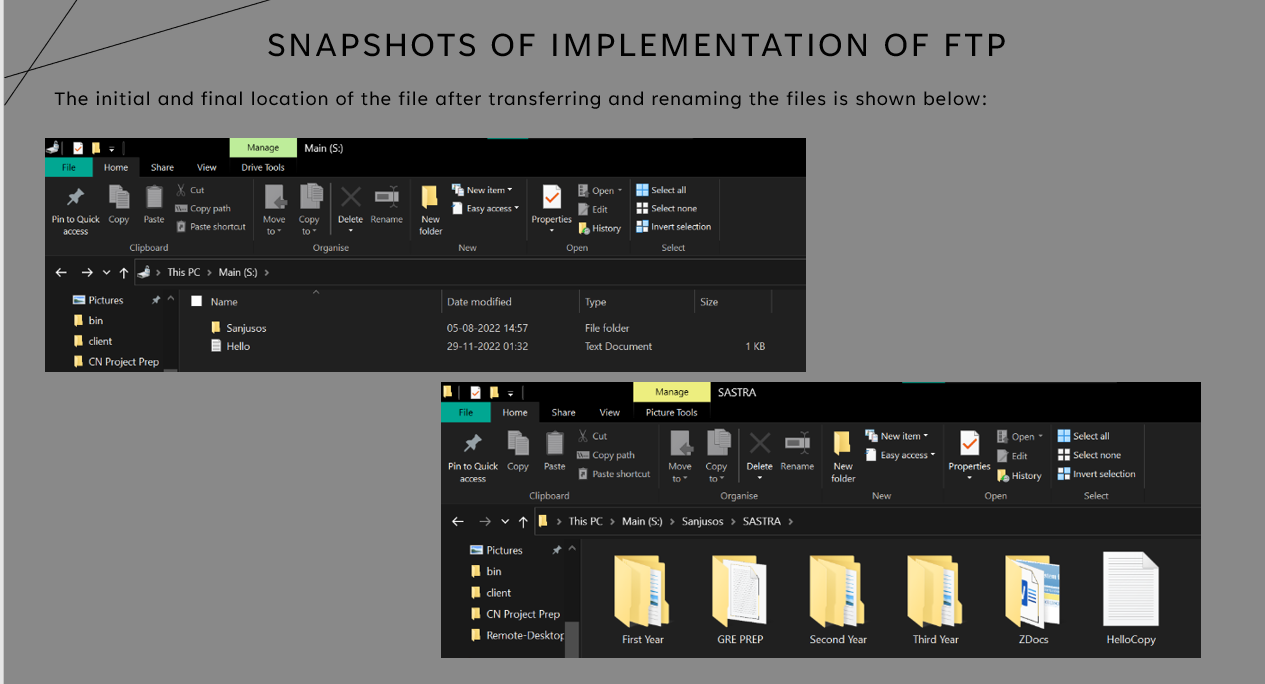 SNAPSHOTS OF IMPLEMENTATION OF FTP
The initial and final location of the file after transferring and renaming the files is shown below:
Manage Main (S:)
File Home Share View Drive Tools
Pin to Quick access Copy Paste Cut Copy path Paste shortcut
Move to Copy to Delete Rename
New folder New item Easy access
Properties Open Edit History
Select all Select none Invert selection
Clipboard Organise New Open Select
This PC > Main (S:) >
Pictures
bin
client
CN Project Prep
Name Date modified Type Size
Sanjusos 05-08-2022 14:57 File folder
Hello 29-11-2022 01:32 Text Document 1 KB
Manage SASTRA
File Home Share View Picture Tools
Pin to Quick access Copy Paste Cut Copy path Paste shortcut
Move to Copy to Delete Rename
New folder New item Easy access
Properties Open Edit History
Select all Select none Invert selection
Clipboard Organise New Open Select
This PC > Main (S:) > Sanjusos > SASTRA >
Pictures
bin
client
CN Project Prep
Remote-Desktop
First Year GRE PREP Second Year Third Year ZDocs HelloCopy